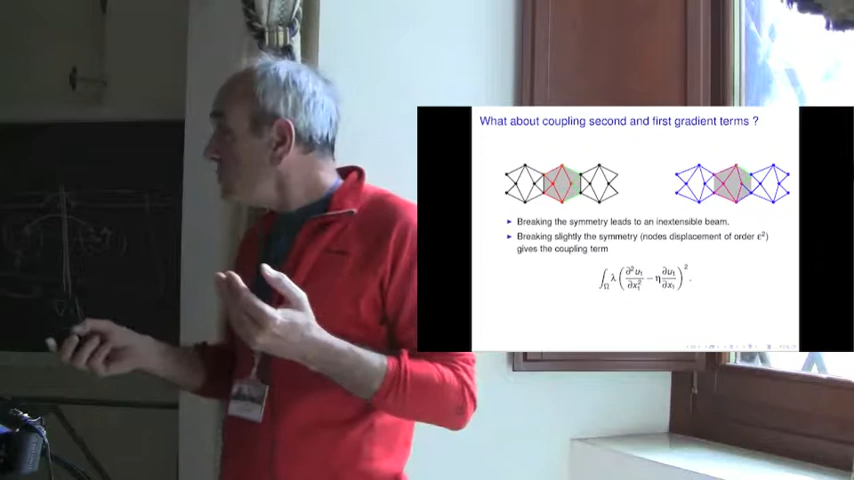 What about coupling second and first gradient terms ?
Breaking the symmetry leads to an inextensible beam.
Breaking slightly the symmetry (nodes displacement of order ε²)
gives the coupling term
∫_Ω λ (∂²u₁/∂x₁² − η ∂u₁/∂x₁)².